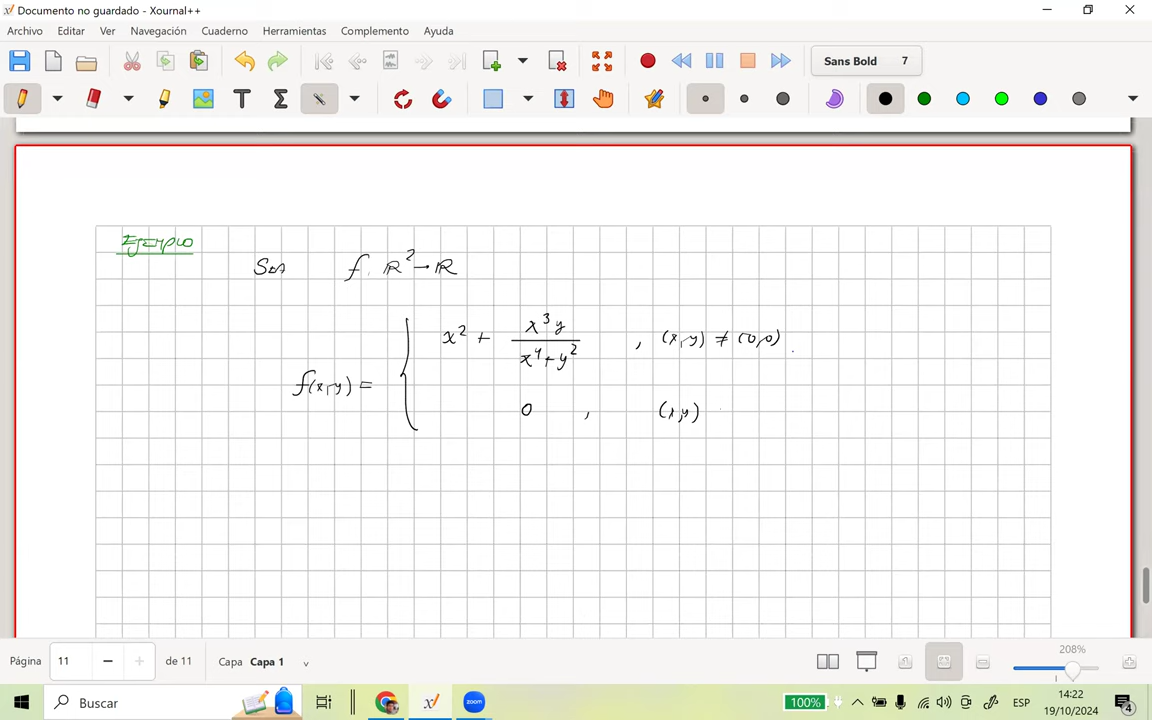 Documento no guardado - Xournal++
Archivo Editar Ver Navegación Cuaderno Herramientas Complemento Ayuda
Sans Bold 7
Ejemplo
Sea f: ℝ² → ℝ
x² + x³y / (x⁴ + y²) , (x,y) ≠ (0,0).
f(x,y) = {
0 , (x,y)
Página 11 de 11 Capa Capa 1 208%
Buscar zoom 100% ESP 14:22
19/10/2024 4